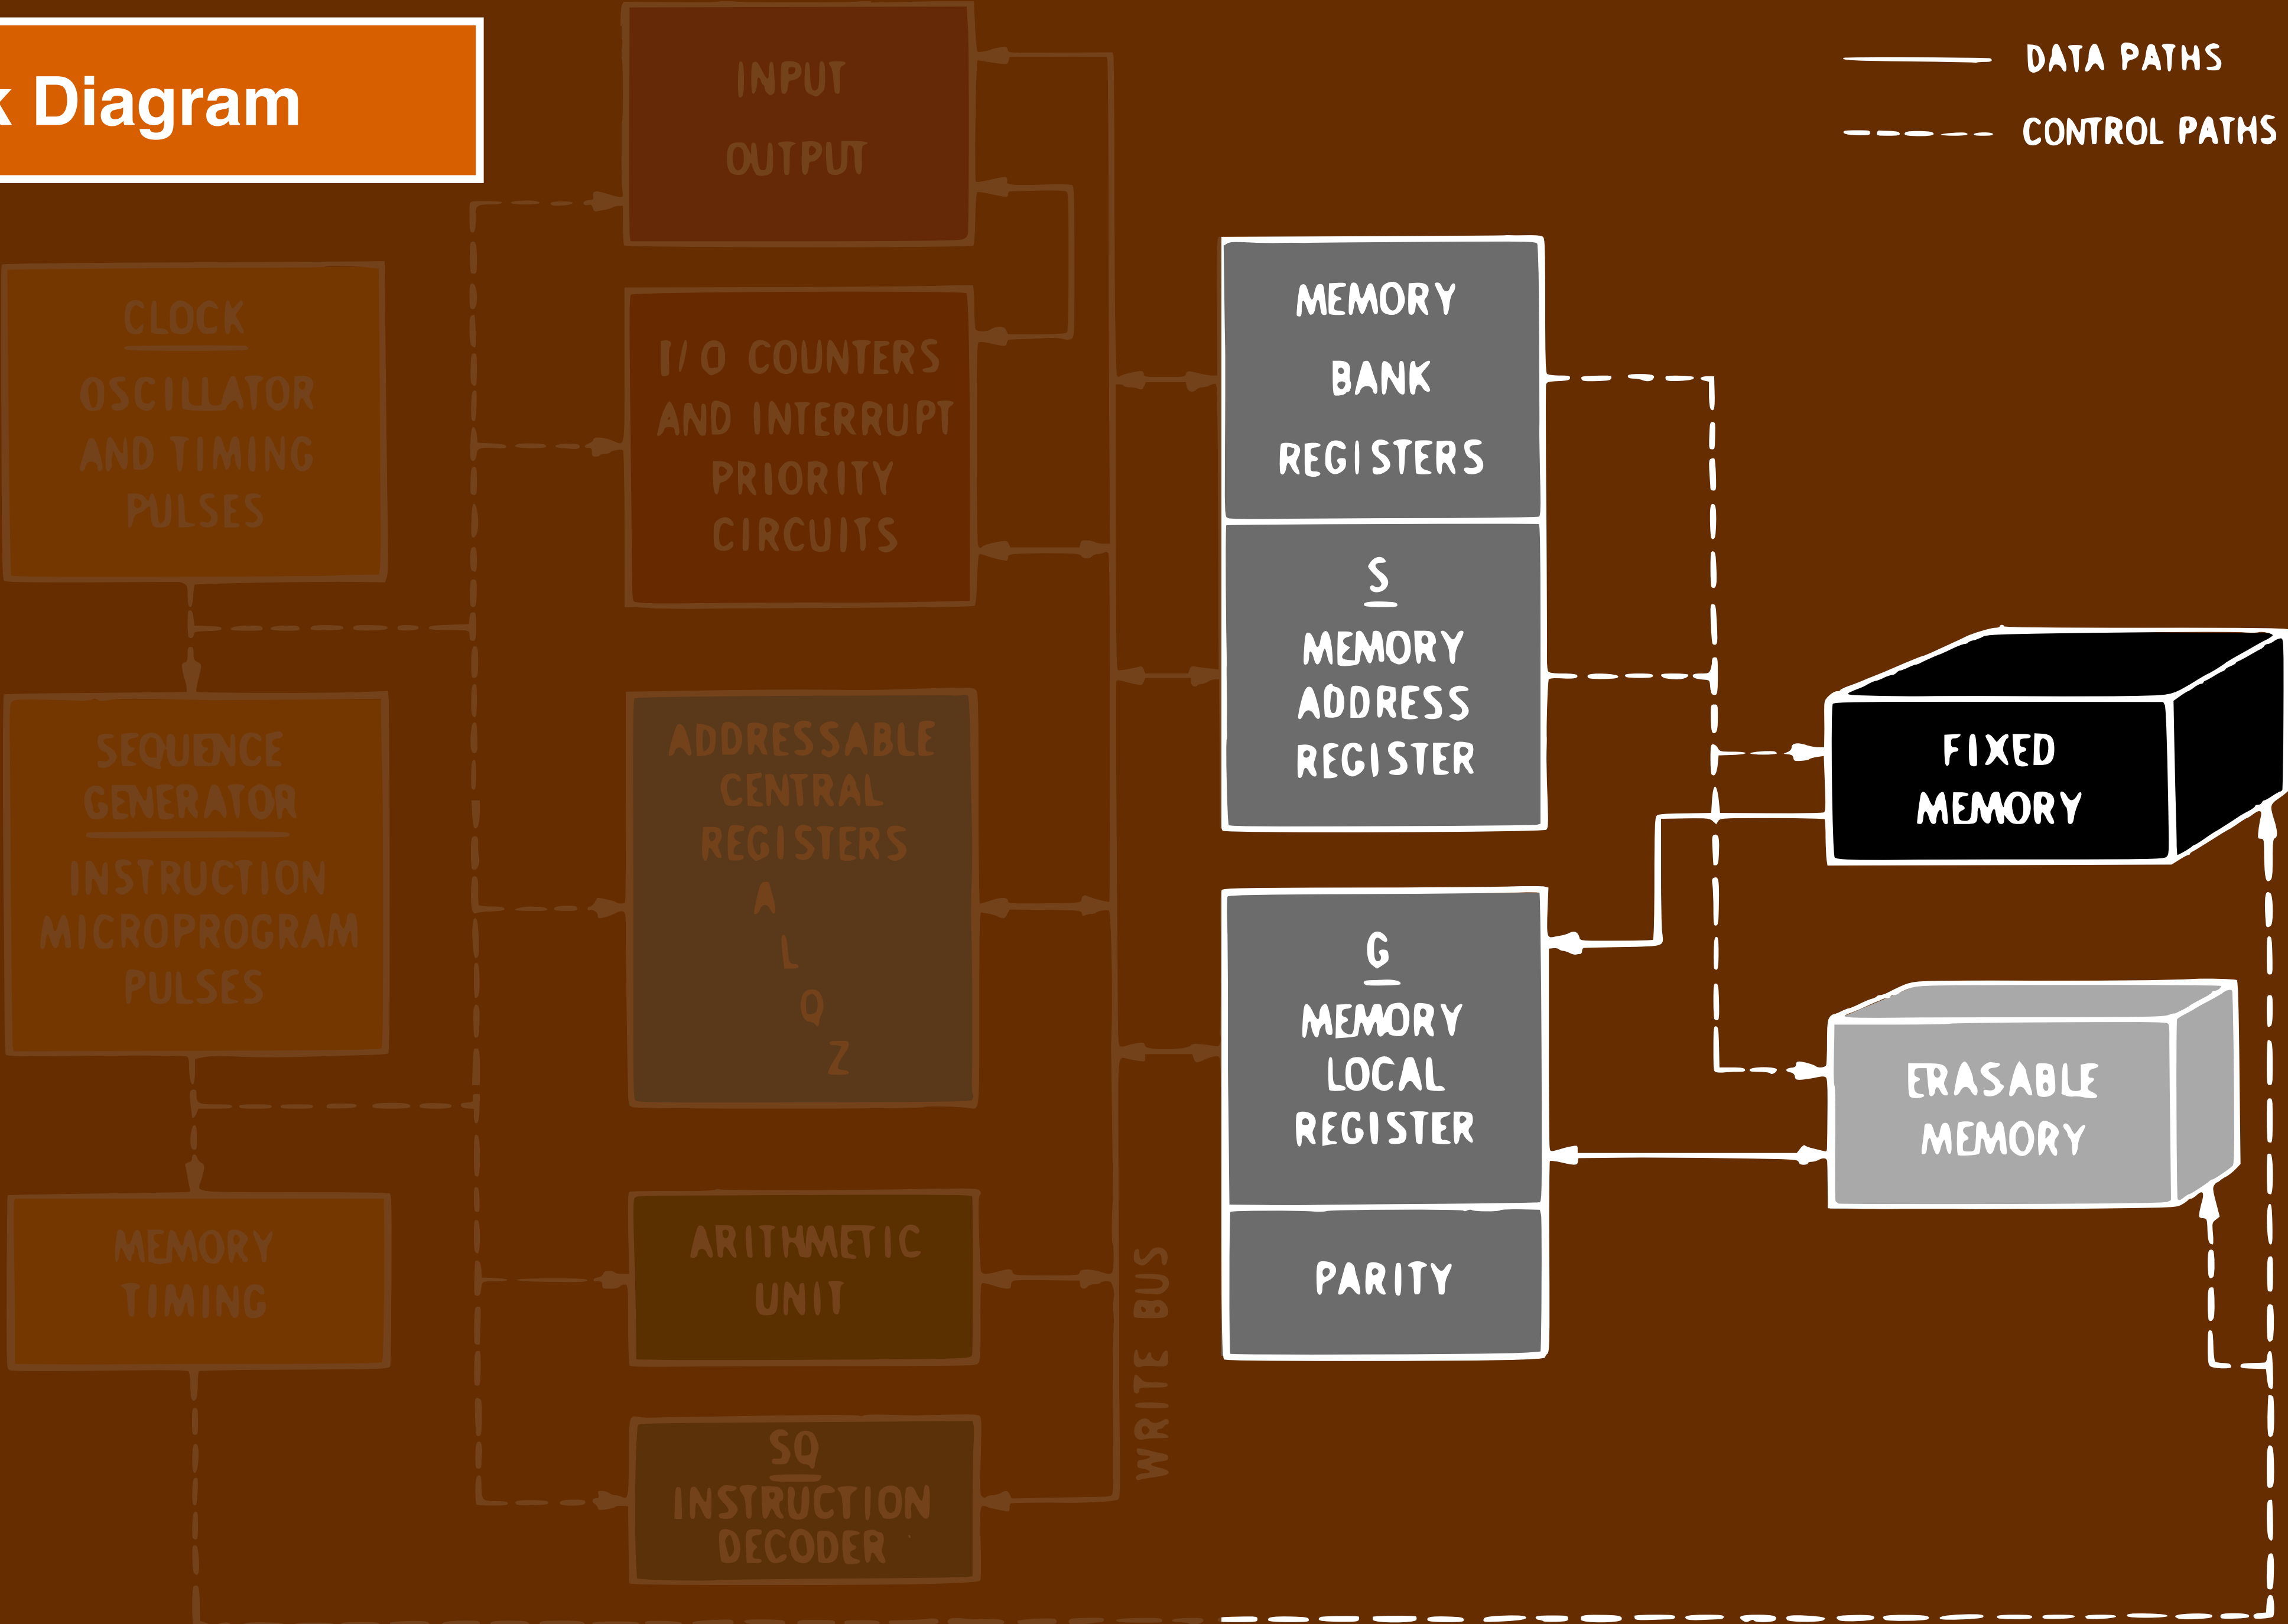 k Diagram
DATA PATHS
CONTROL PATHS
INPUT
OUTPUT
CLOCK
OSCILLATOR
AND TIMING
PULSES
I/O COUNTERS
AND INTERRUPT
PRIORITY
CIRCUITS
MEMORY
BANK
REGISTERS
S
MEMORY
ADDRESS
REGISTER
SEQUENCE
GENERATOR
INSTRUCTION
MICROPROGRAM
PULSES
ADDRESSABLE
CENTRAL
REGISTERS
A
L
Q
Z
FIXED
MEMORY
G
MEMORY
LOCAL
REGISTER
PARITY
ERASABLE
MEMORY
MEMORY
TIMING
ARITHMETIC
UNIT
WRITE BUS
SQ
INSTRUCTION
DECODER